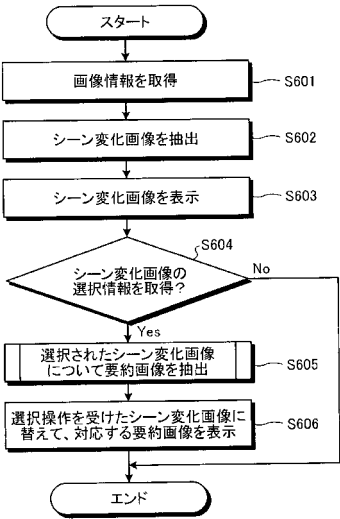 スタート
画像情報を取得
S601
シーン変化画像を抽出
S602
シーン変化画像を表示
S603
S604
シーン変化画像の
選択情報を取得？
No
Yes
選択されたシーン変化画像
について要約画像を抽出
S605
選択操作を受けたシーン変化画像に
替えて、対応する要約画像を表示
S606
エンド